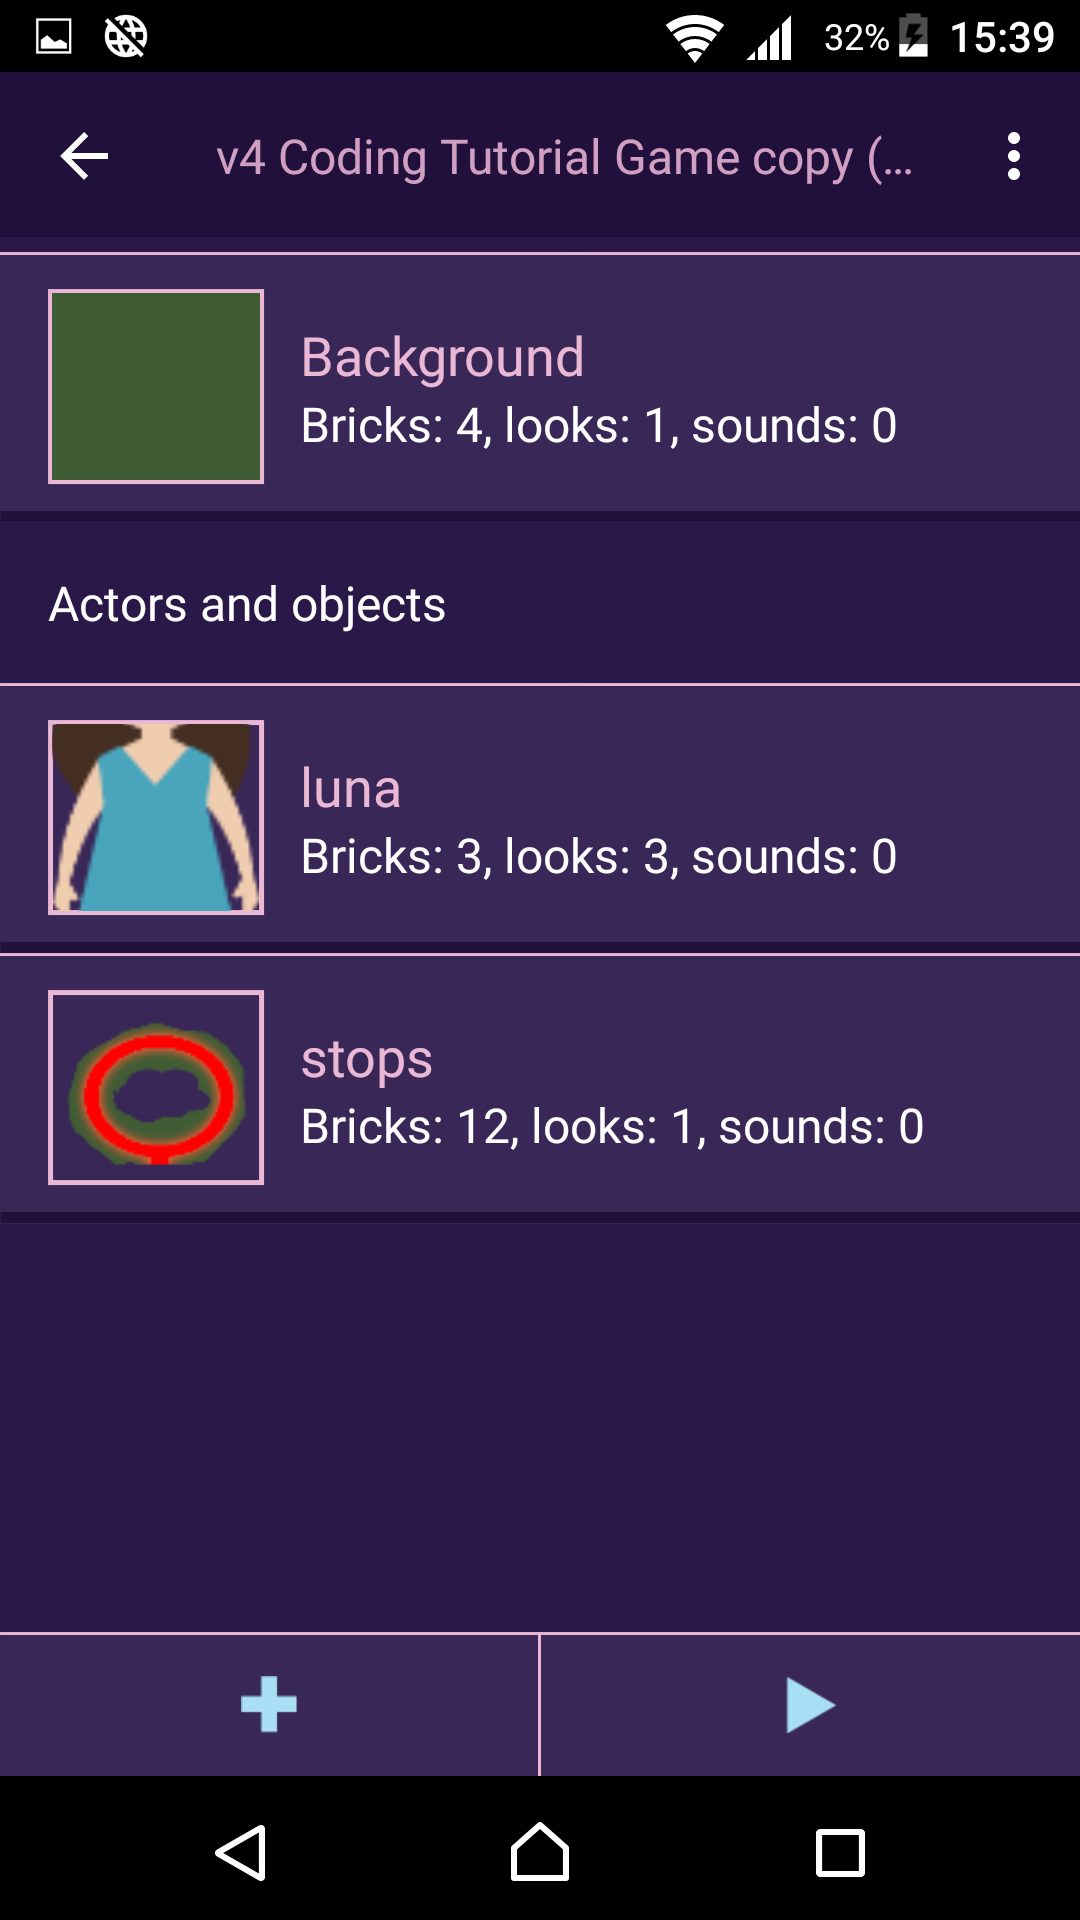 32% 15:39
v4 Coding Tutorial Game copy (...
Background
Bricks: 4, looks: 1, sounds: 0
Actors and objects
luna
Bricks: 3, looks: 3, sounds: 0
stops
Bricks: 12, looks: 1, sounds: 0